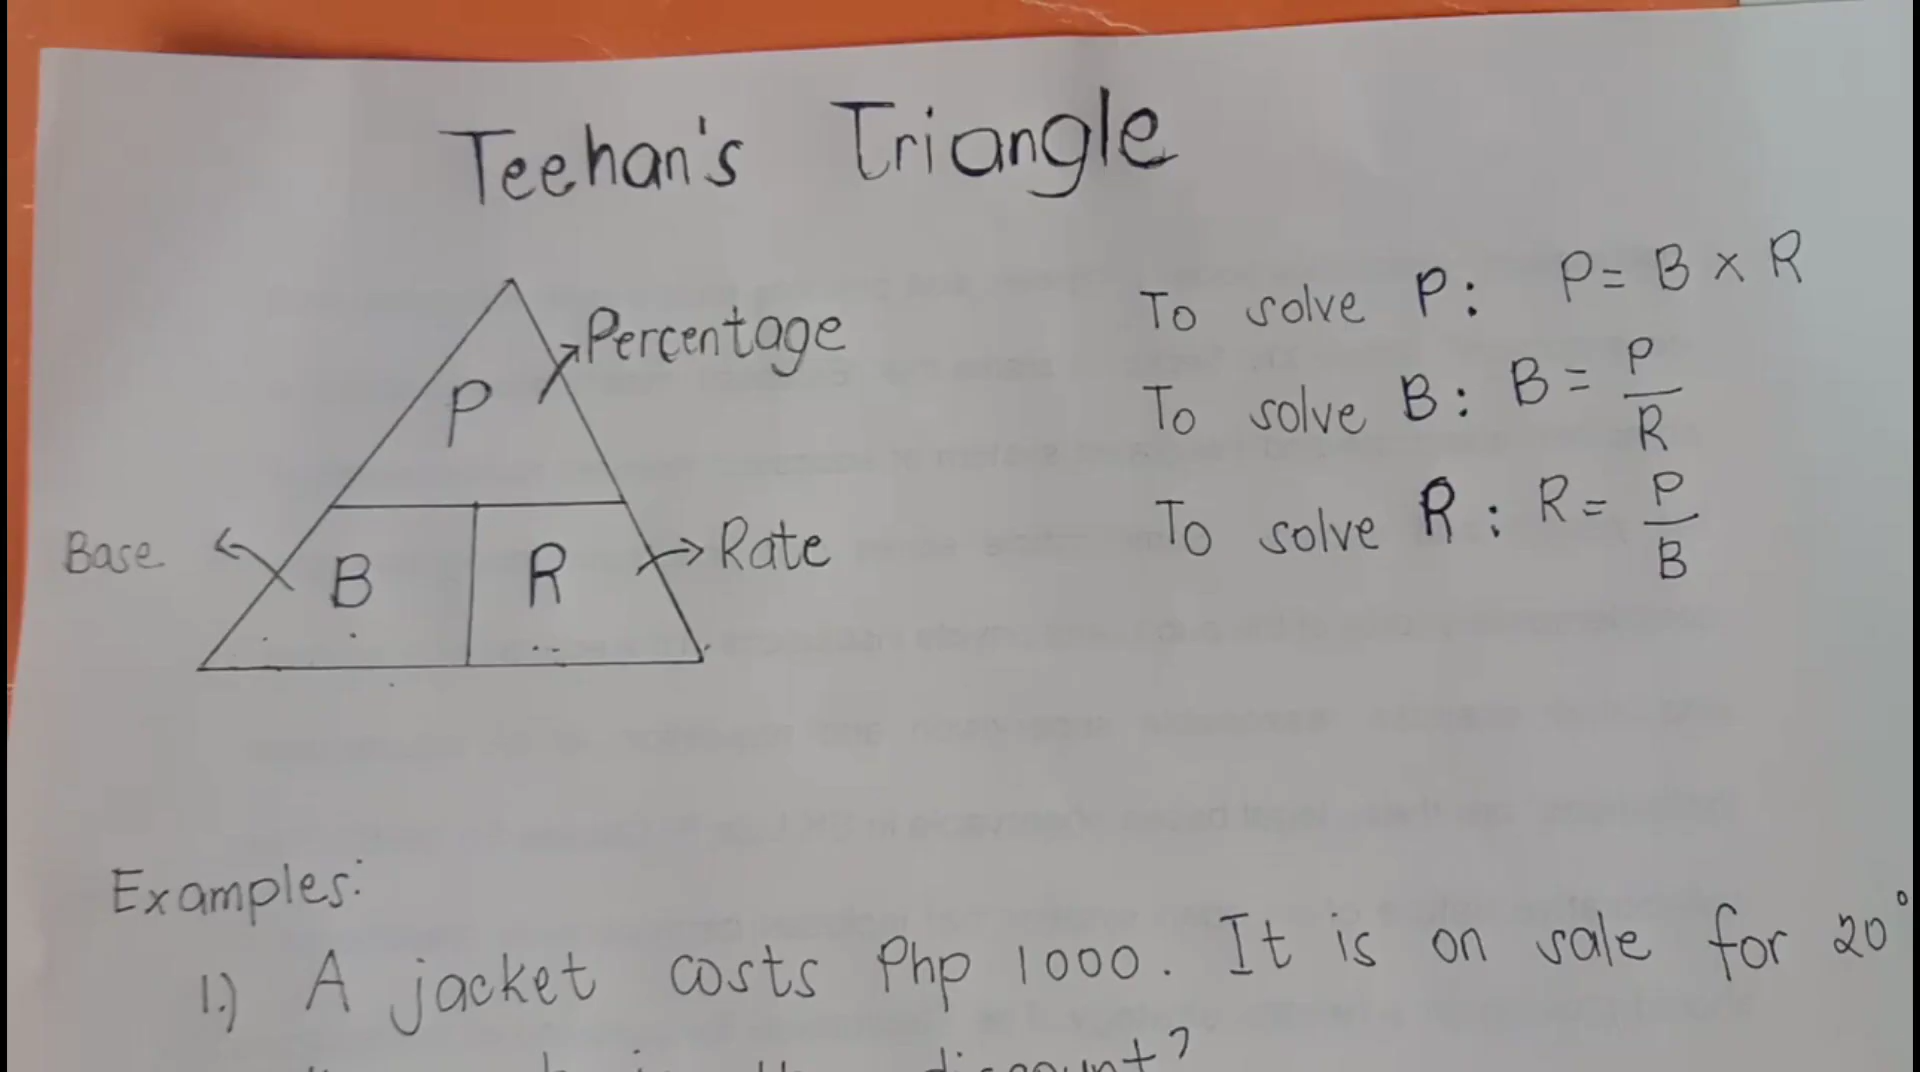 Teehan's Triangle
Percentage
P
Base
B
R
Rate
To solve P: P = B x R
To solve B: B = P/R
To solve R: R = P/B
Examples:
1.) A jacket costs Php 1000. It is on sale for 20
discount?